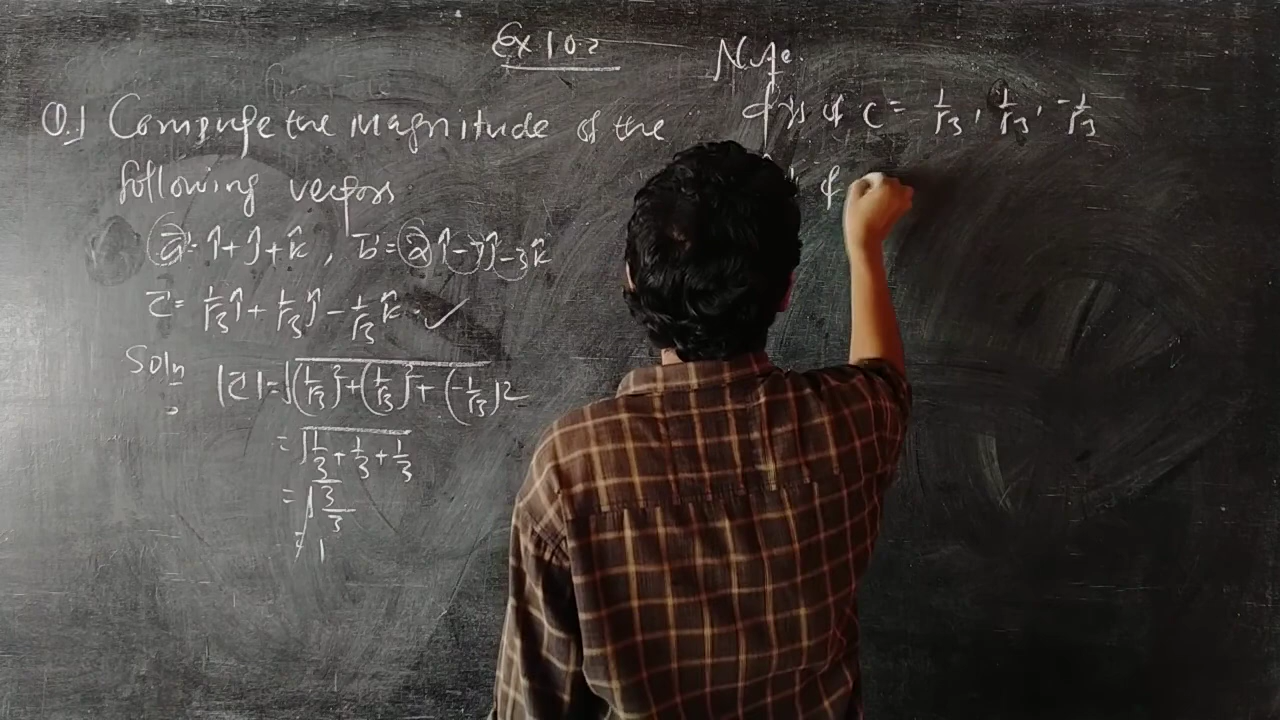 Ex 10.2
Q.1 Compute the magnitude of the
following vectors
a⃗ = î + ĵ + k̂, b⃗ = 2î - 7ĵ - 3k̂
c⃗ = 1/√3 î + 1/√3 ĵ - 1/√3 k̂
Soln
|c⃗| = √((1/√3)² + (1/√3)² + (-1/√3)²)
= √(1/3 + 1/3 + 1/3)
= √(3/3)
= 1
of c = 1/√3, 1/√3, -1/√3
of